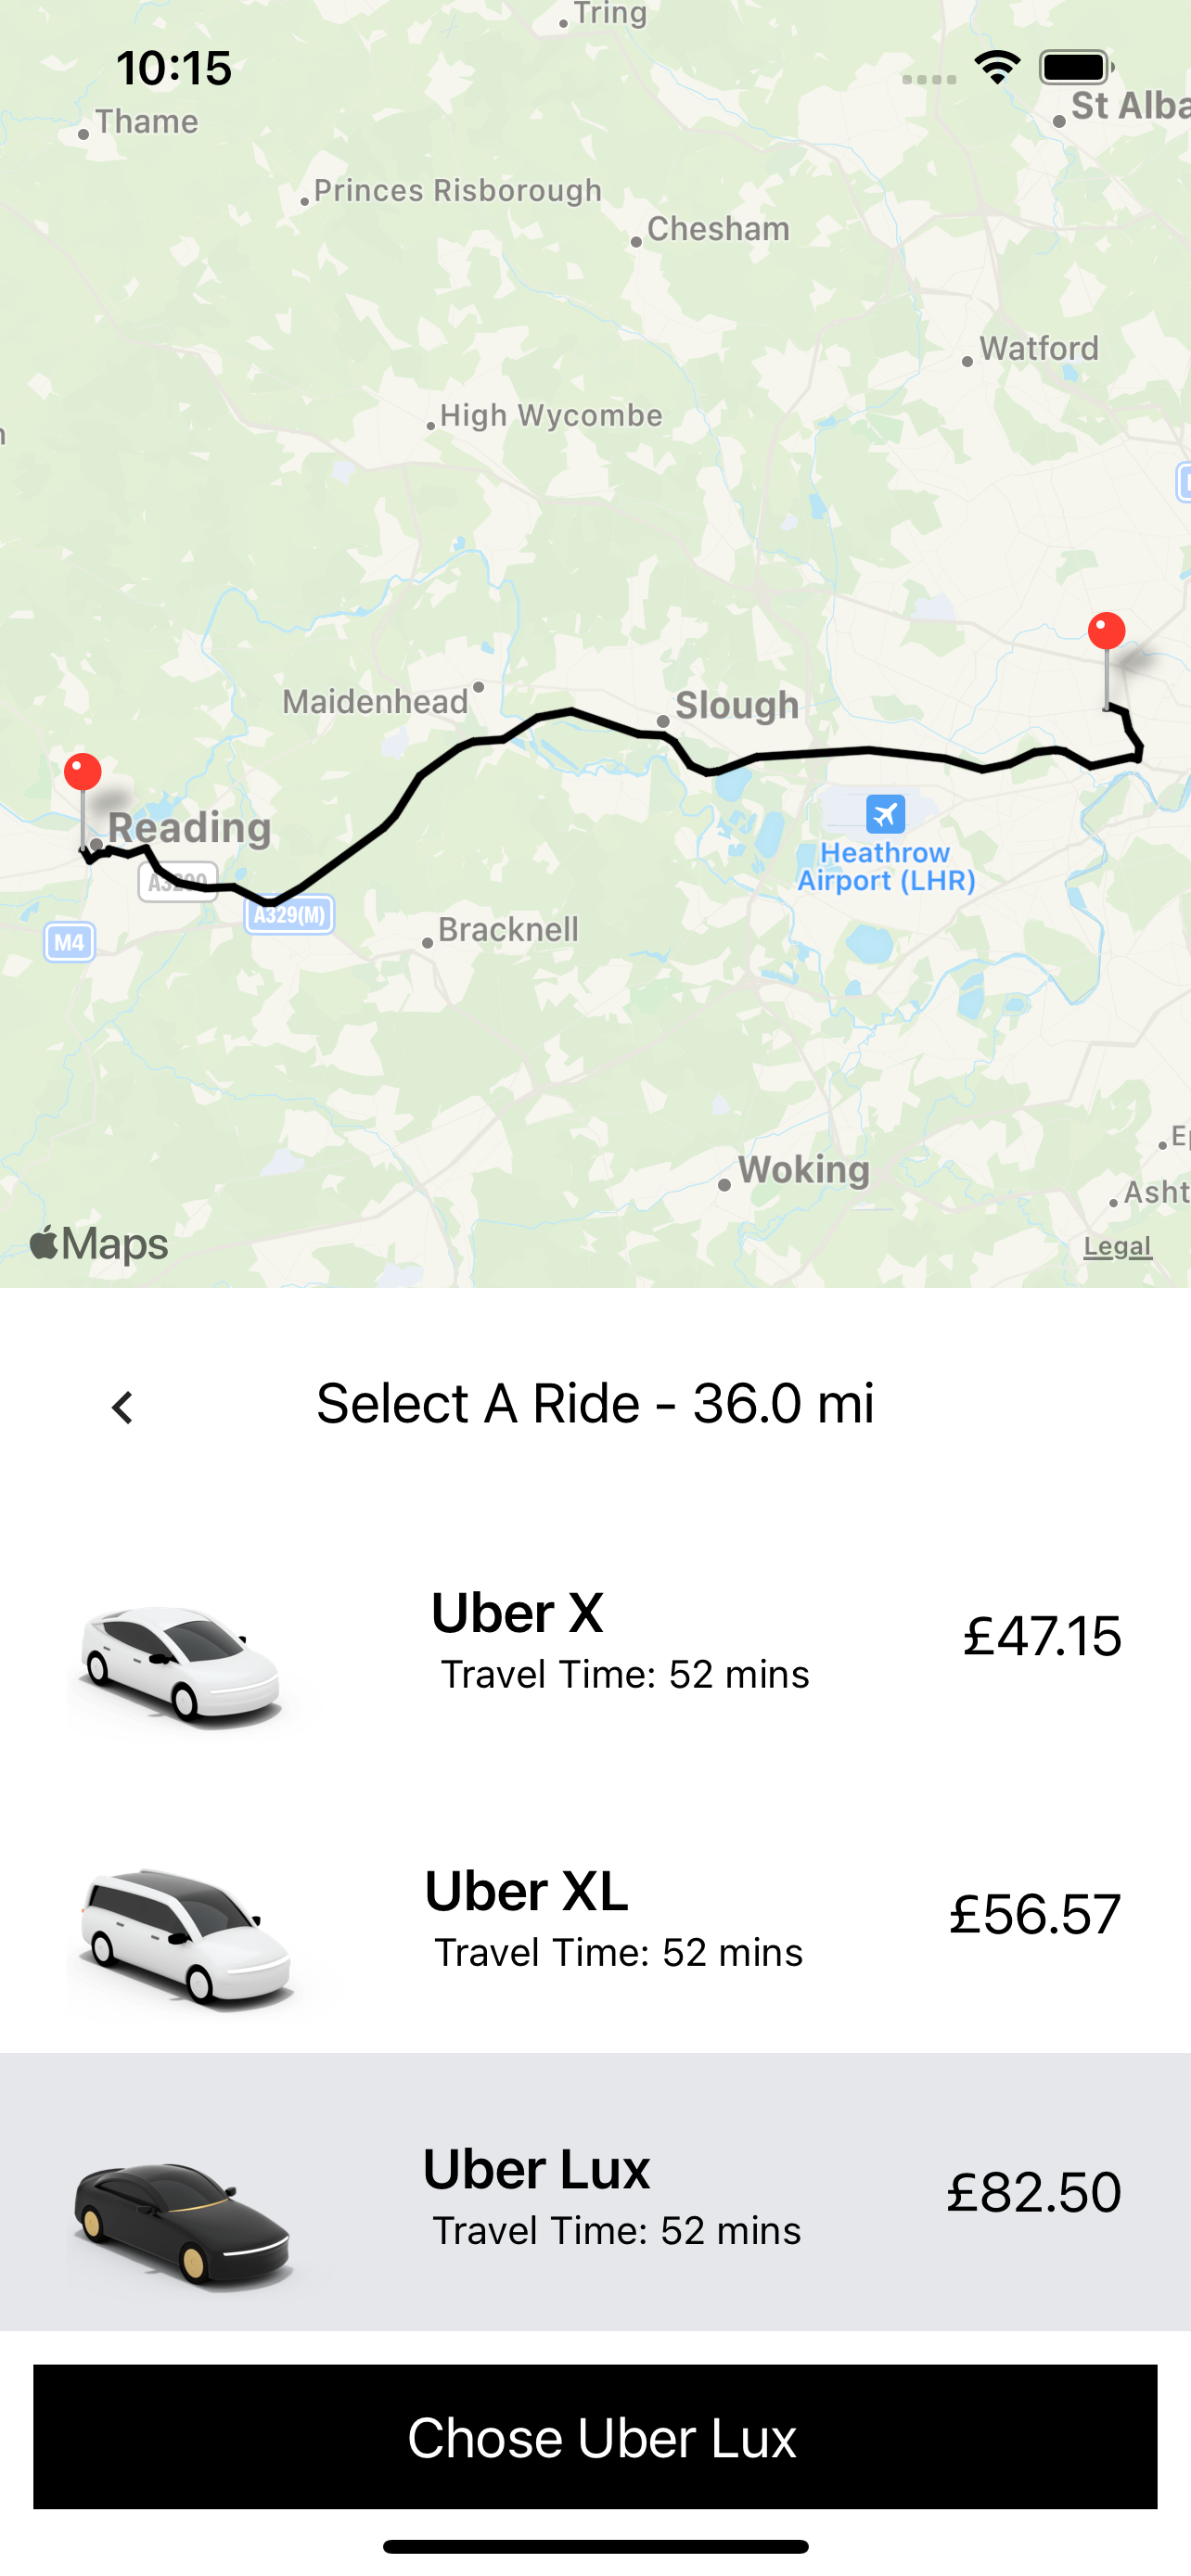 Tring
10:15
St Alba
Thame
Princes Risborough
Chesham
Watford
High Wycombe
Maidenhead
Slough
Reading
A329(M)
M4
Heathrow
Airport (LHR)
Bracknell
Woking
Asht
Maps
Legal
Select A Ride - 36.0 mi
Uber X
£47.15
Travel Time: 52 mins
Uber XL
£56.57
Travel Time: 52 mins
Uber Lux
£82.50
Travel Time: 52 mins
Chose Uber Lux